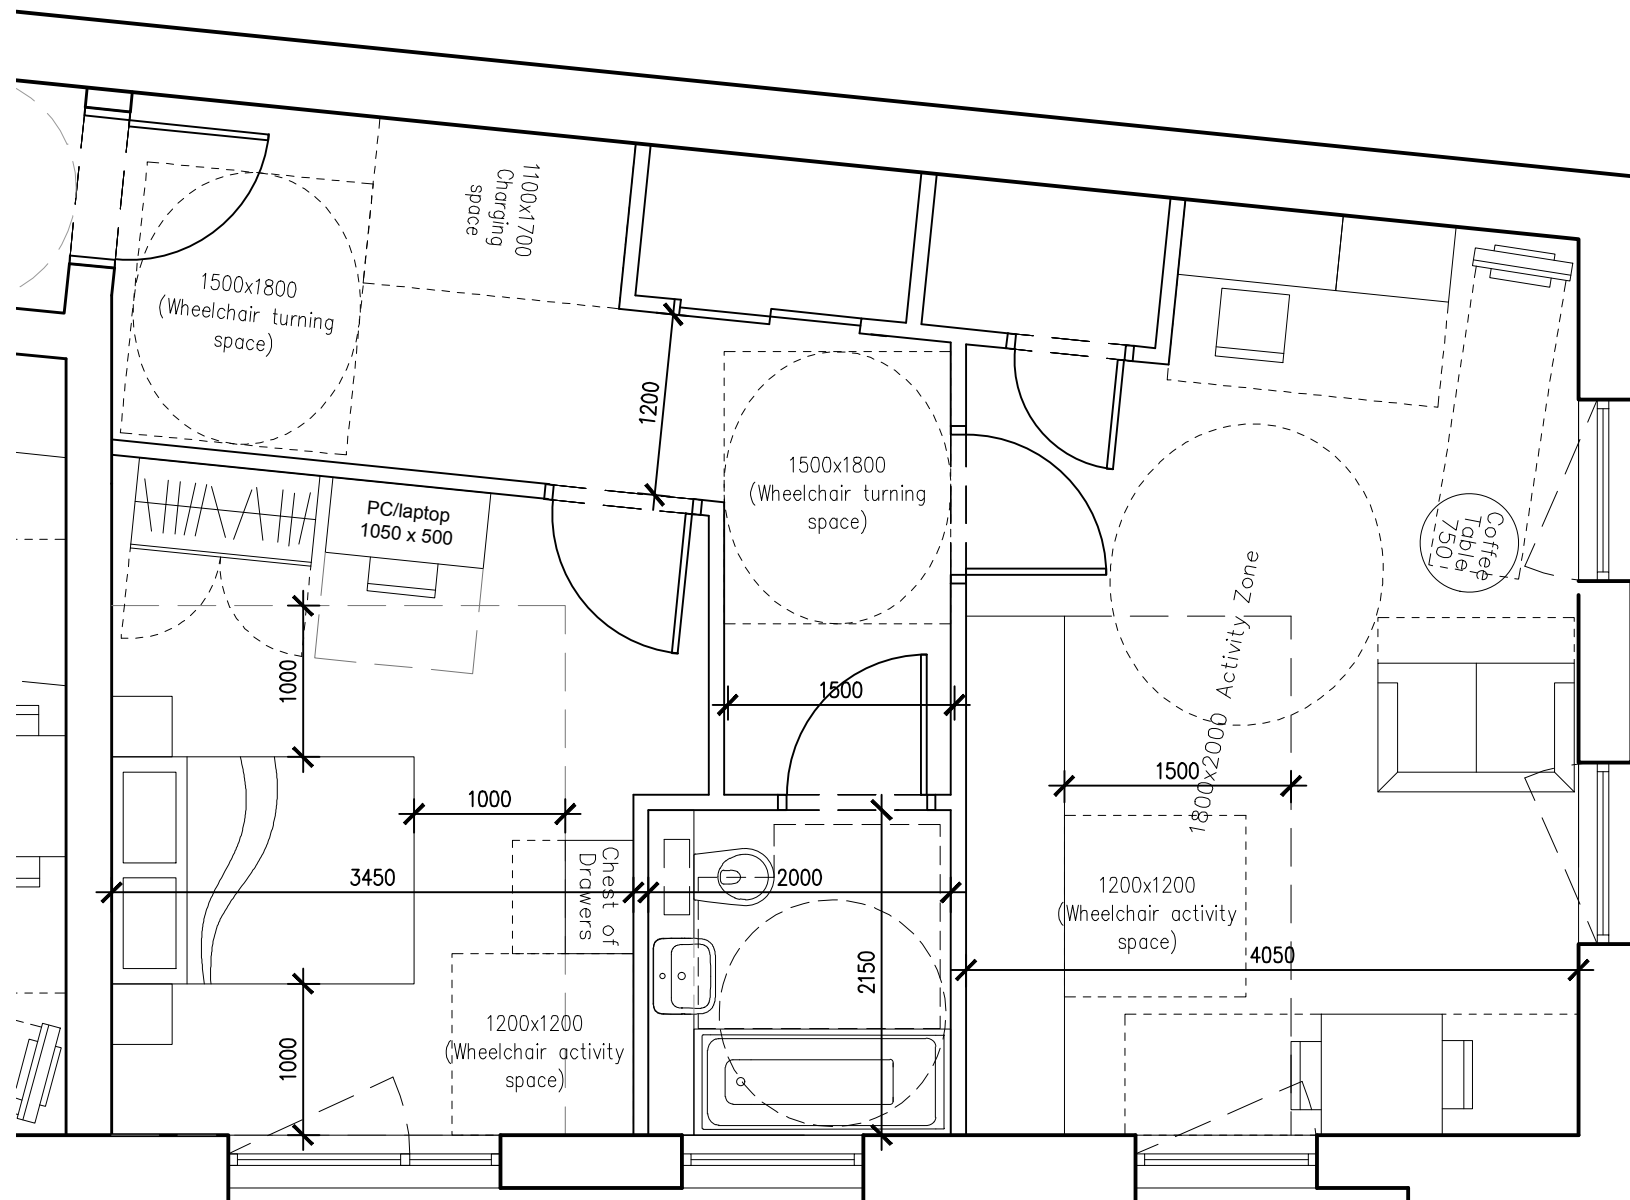 1100x1700
Charging
space
1500x1800
(Wheelchair turning
space)
1200
1500x1800
(Wheelchair turning
space)
PC/laptop
1050 x 500
Coffee
Table
750
1800x2000 Activity Zone
1000
1500
1500
1000
3450
Chest of
Drawers
2000
1200x1200
(Wheelchair activity
space)
4050
2150
1200x1200
(Wheelchair activity
space)
1000